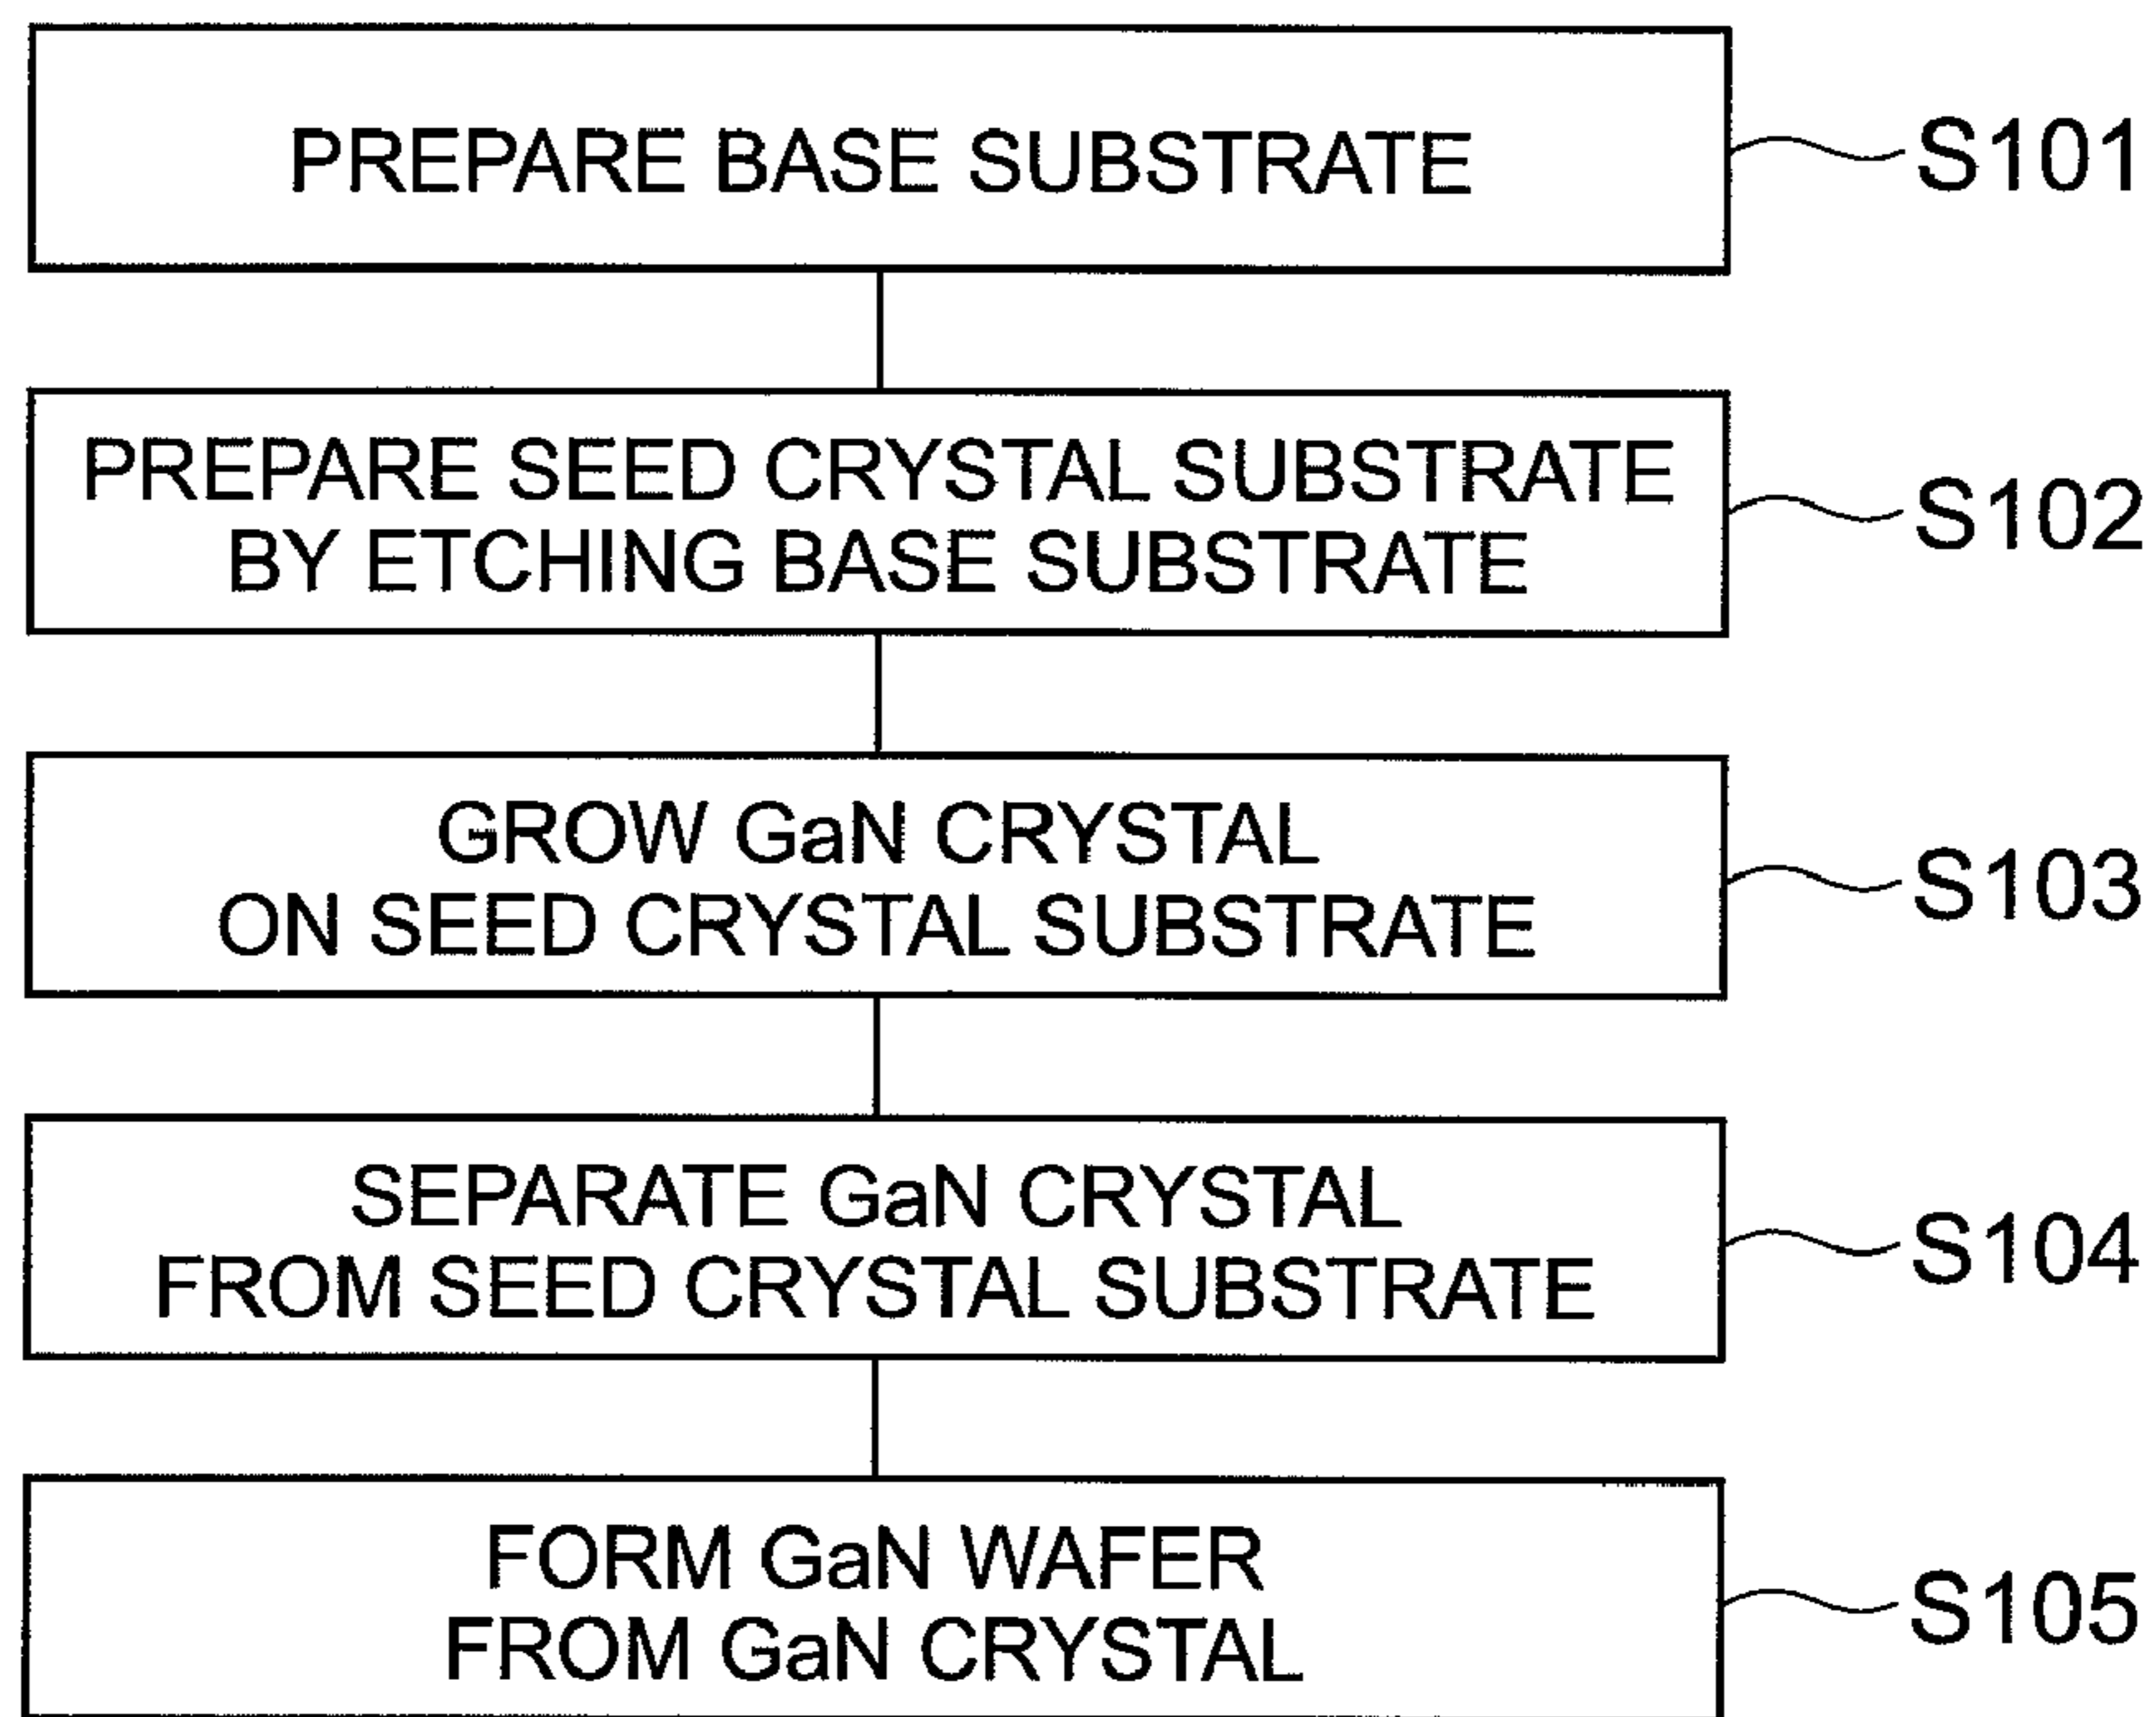 PREPARE BASE SUBSTRATE
S101
PREPARE SEED CRYSTAL SUBSTRATE
BY ETCHING BASE SUBSTRATE
S102
GROW GaN CRYSTAL
ON SEED CRYSTAL SUBSTRATE
S103
SEPARATE GaN CRYSTAL
FROM SEED CRYSTAL SUBSTRATE
S104
FORM GaN WAFER
FROM GaN CRYSTAL
S105